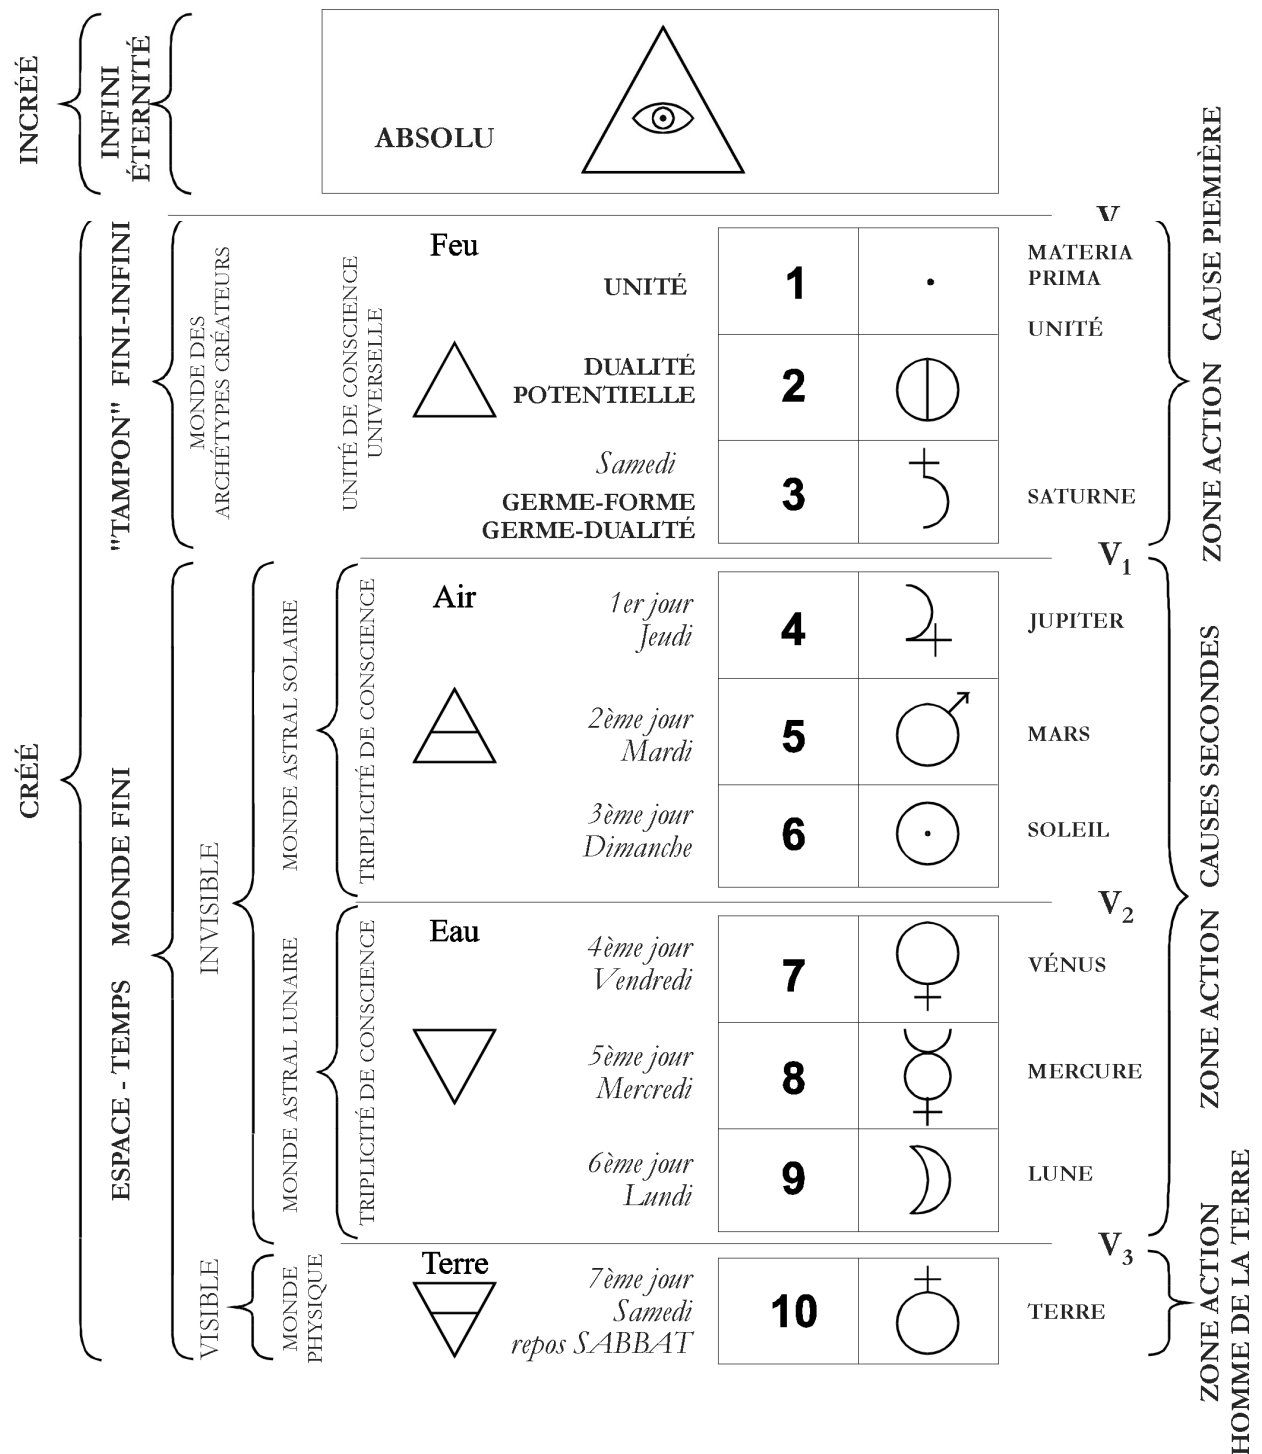 INCRÉÉ
INFINI
ÉTERNITÉ
ABSOLU
CRÉÉ
"TAMPON" FINI-INFINI
MONDE DES
ARCHÉTYPES CRÉATEURS
UNITÉ DE CONSCIENCE
UNIVERSELLE
Feu
UNITÉ
1
V
MATERIA
PRIMA
UNITÉ
DUALITÉ
POTENTIELLE
2
Samedi
GERME-FORME
GERME-DUALITÉ
3
SATURNE
ZONE ACTION CAUSE PIEMIÈRE
V1
ESPACE - TEMPS MONDE FINI
INVISIBLE
MONDE ASTRAL SOLAIRE
TRIPLICITÉ DE CONSCIENCE
Air
1er jour
Jeudi
4
JUPITER
2ème jour
Mardi
5
MARS
3ème jour
Dimanche
6
SOLEIL
V2
MONDE ASTRAL LUNAIRE
TRIPLICITÉ DE CONSCIENCE
Eau
4ème jour
Vendredi
7
VÉNUS
5ème jour
Mercredi
8
MERCURE
6ème jour
Lundi
9
LUNE
ZONE ACTION CAUSES SECONDES
V3
VISIBLE
MONDE
PHYSIQUE
Terre
7ème jour
Samedi
repos SABBAT
10
TERRE
ZONE ACTION
HOMME DE LA TERRE